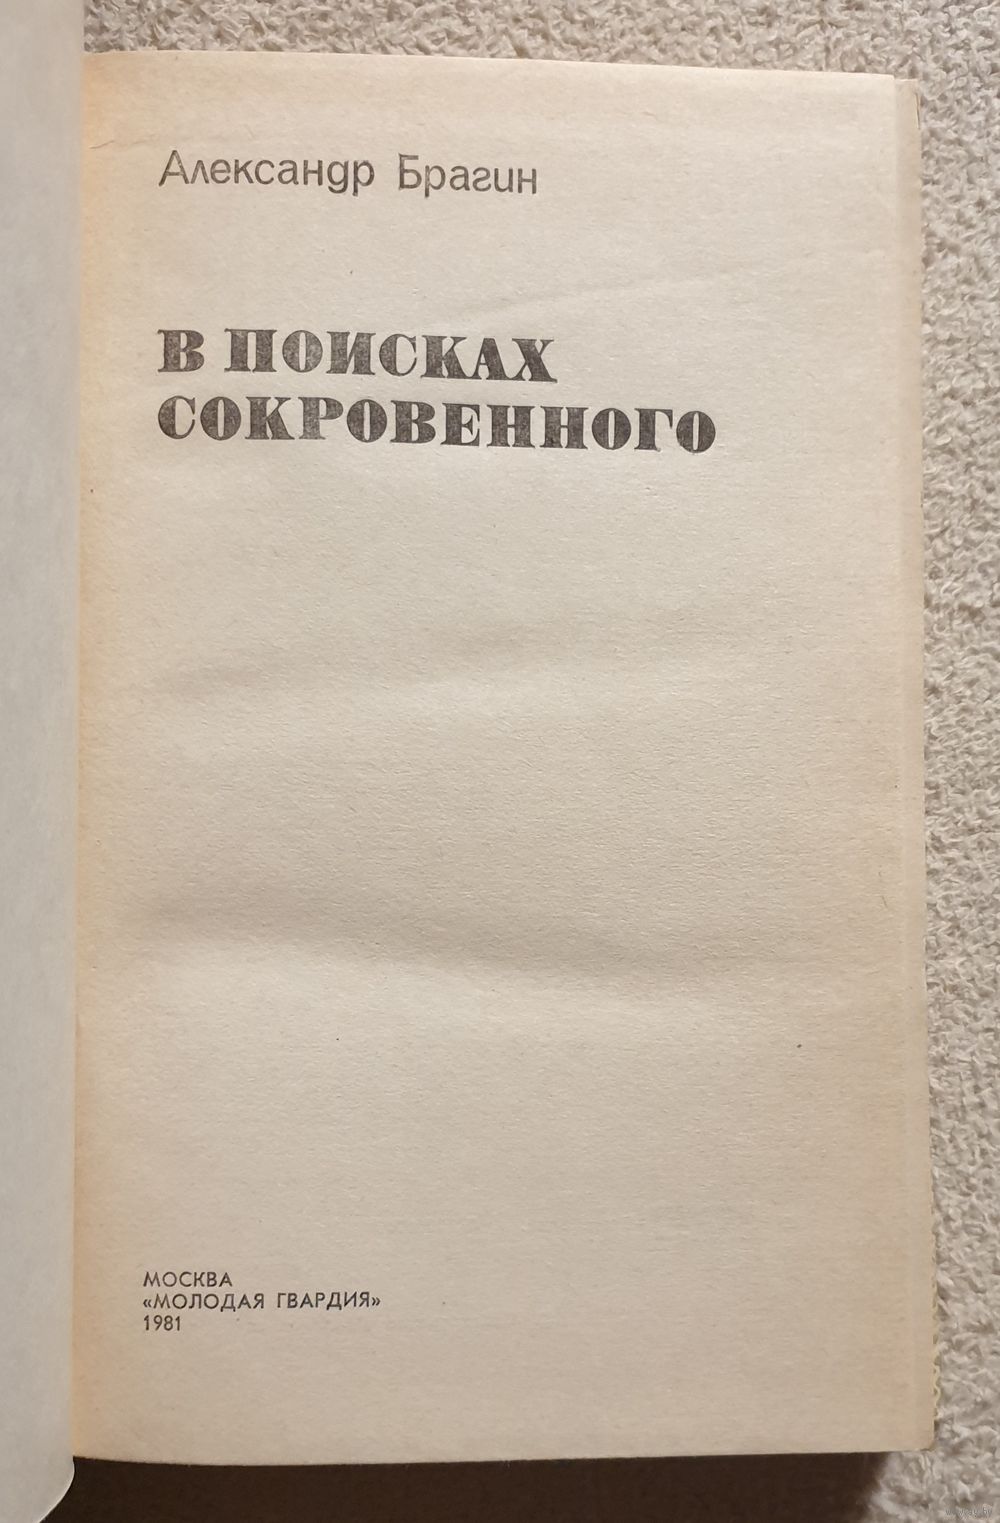 Александр Брагин
В ПОИСКАХ
СОКРОВЕННОГО
МОСКВА
«МОЛОДАЯ ГВАРДИЯ»
1981